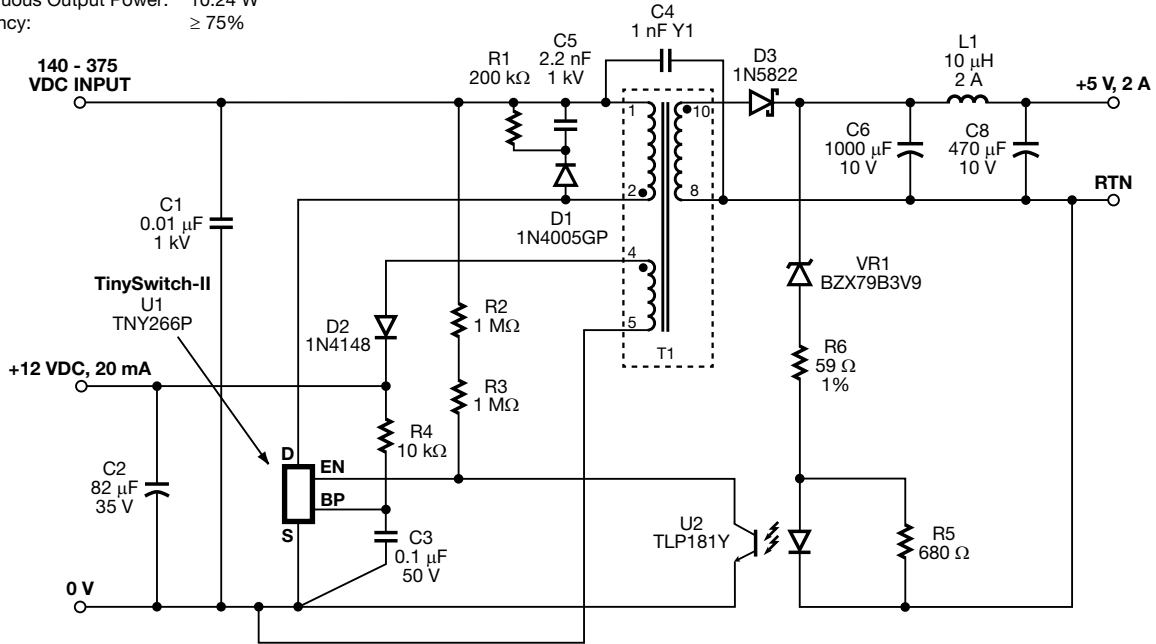 10.24 W
≥ 75%
140 - 375
VDC INPUT
R1
200 kΩ
C5
2.2 nF
1 kV
C4
1 nF Y1
D3
1N5822
L1
10 µH
2 A
+5 V, 2 A
1
10
C6
1000 µF
10 V
C8
470 µF
10 V
2
8
RTN
C1
0.01 µF
1 kV
D1
1N4005GP
4
VR1
BZX79B3V9
TinySwitch-II
U1
TNY266P
D2
1N4148
R2
1 MΩ
5
T1
R6
59 Ω
1%
+12 VDC, 20 mA
R3
1 MΩ
R4
10 kΩ
D
EN
BP
S
C2
82 µF
35 V
C3
0.1 µF
50 V
U2
TLP181Y
R5
680 Ω
0 V